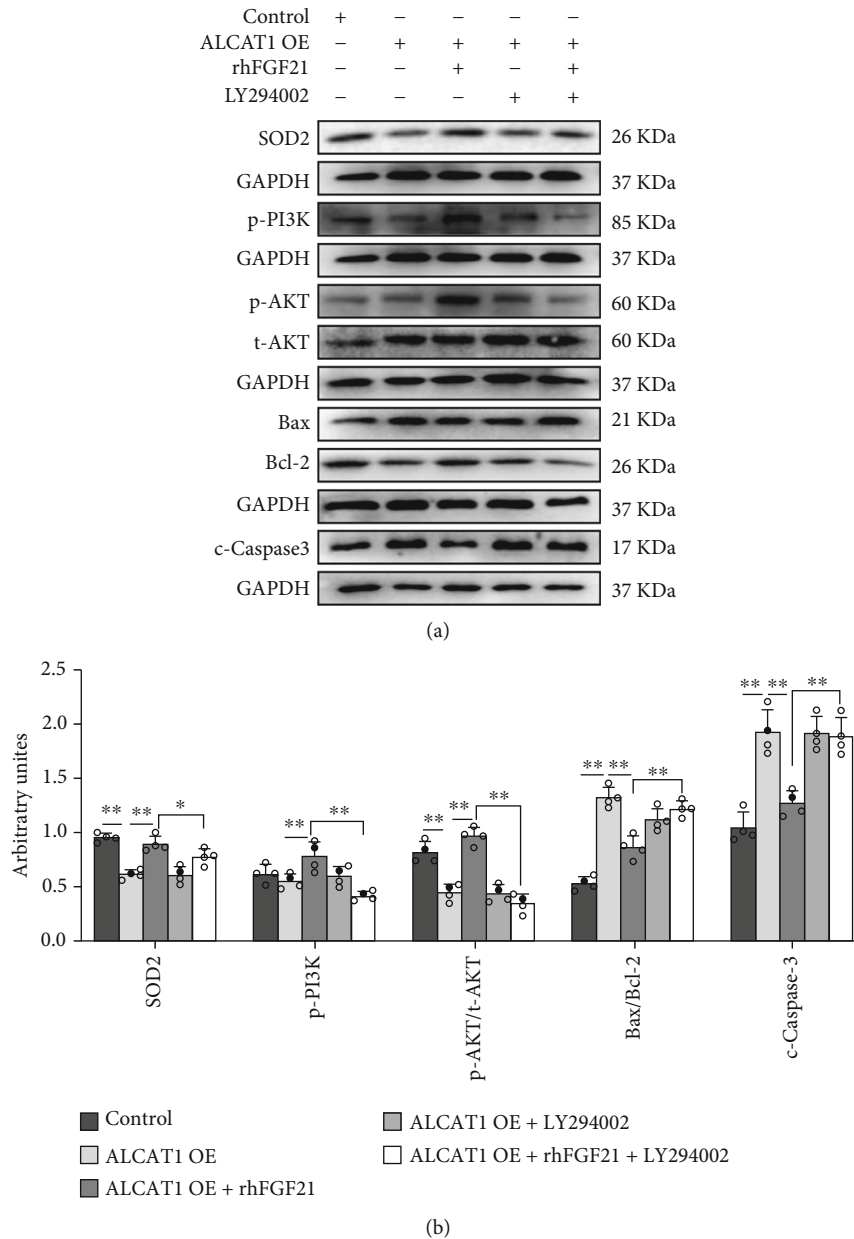 Control + − − − −
ALCAT1 OE − + + + +
rhFGF21 − − + − +
LY294002 − − − + +
SOD2 26 KDa
GAPDH 37 KDa
p-PI3K 85 KDa
GAPDH 37 KDa
p-AKT 60 KDa
t-AKT 60 KDa
GAPDH 37 KDa
Bax 21 KDa
Bcl-2 26 KDa
GAPDH 37 KDa
c-Caspase3 17 KDa
GAPDH 37 KDa
(a)
Arbitratry unites
2.5
2.0
1.5
1.0
0.5
0.0
** ** *
** **
** ** **
** ** **
** ** **
SOD2
p-PI3K
p-AKT/t-AKT
Bax/Bcl-2
c-Caspase-3
Control
ALCAT1 OE
ALCAT1 OE + rhFGF21
ALCAT1 OE + LY294002
ALCAT1 OE + rhFGF21 + LY294002
(b)